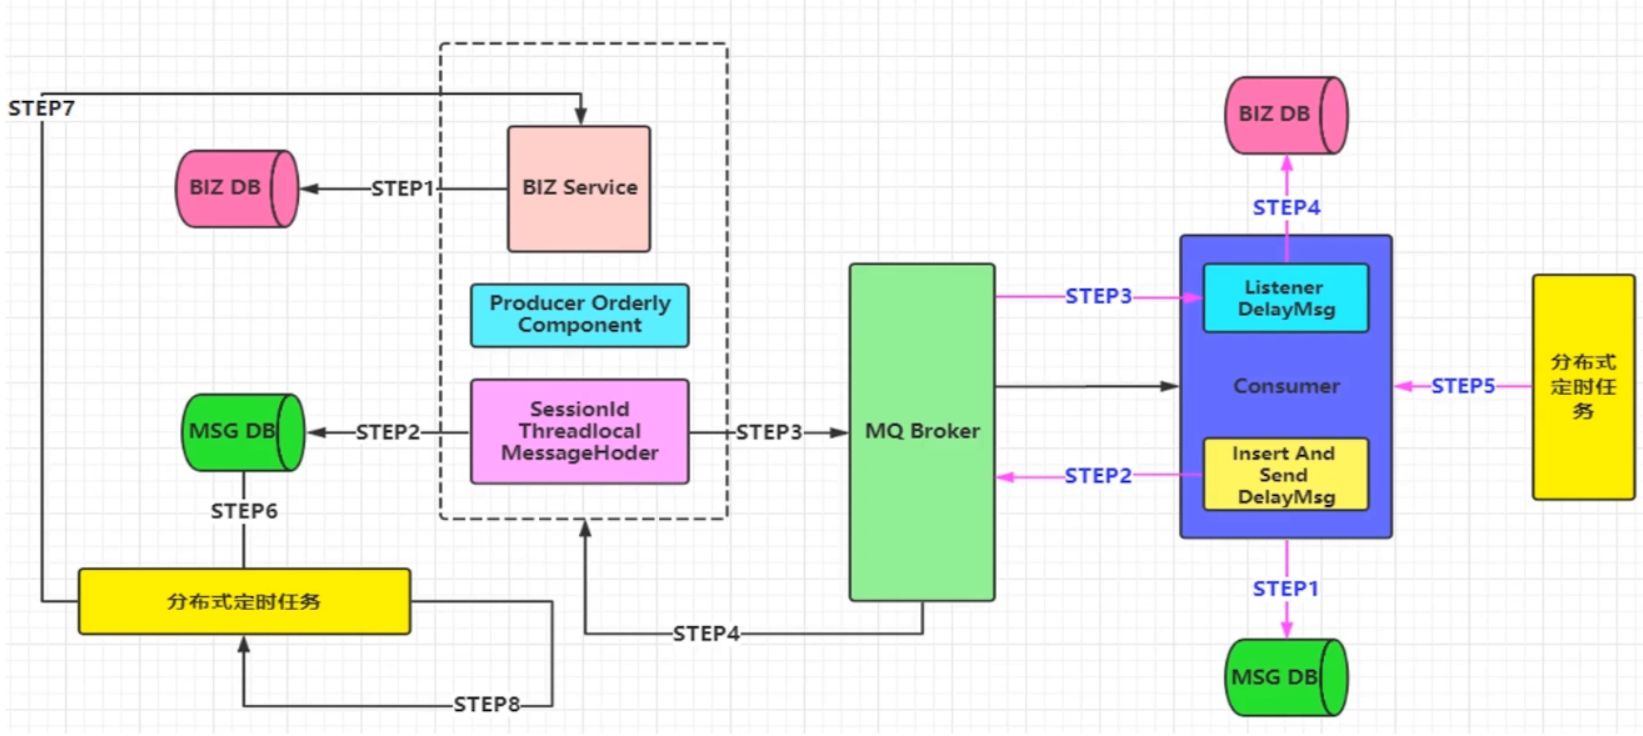 STEP7
BIZ DB
STEP1
BIZ Service
Producer Orderly
Component
MSG DB
STEP2
SessionId
Threadlocal
MessageHoder
STEP3
STEP6
分布式定时任务
STEP8
STEP4
MQ Broker
BIZ DB
STEP4
STEP3
Listener
DelayMsg
Consumer
STEP5
分布式
定时任
务
STEP2
Insert And
Send
DelayMsg
STEP1
MSG DB